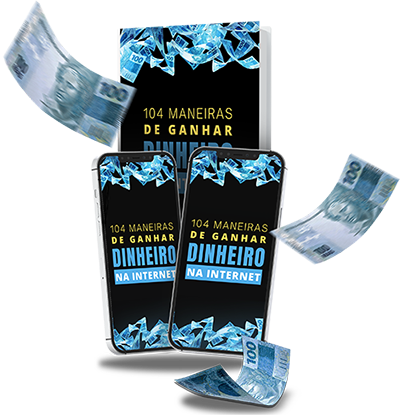 104 MANEIRAS
DE GANHAR
DINHEIRO
104 MANEIRAS
DE GANHAR
DINHEIRO
NA INTERNET
104 MANEIRAS
DE GANHAR
DINHEIRO
NA INTERNET
100
100
100